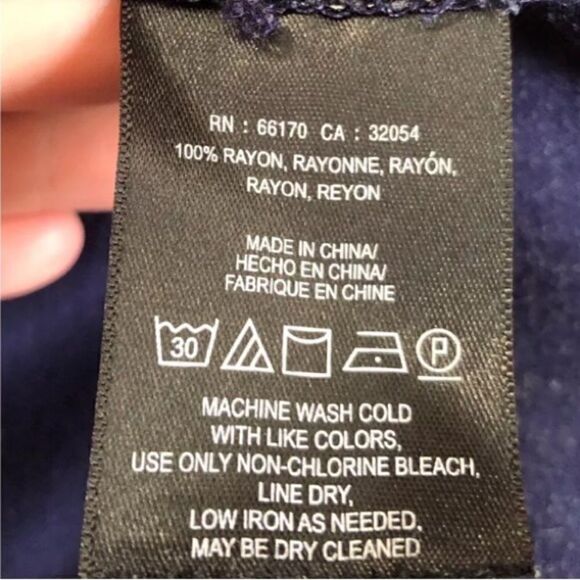 RN : 66170 CA : 32054
100% RAYON, RAYONNE, RAYÓN,
RAYON, REYON
MADE IN CHINA/
HECHO EN CHINA/
FABRIQUE EN CHINE
30 P
MACHINE WASH COLD
WITH LIKE COLORS,
USE ONLY NON-CHLORINE BLEACH,
LINE DRY,
LOW IRON AS NEEDED,
MAY BE DRY CLEANED